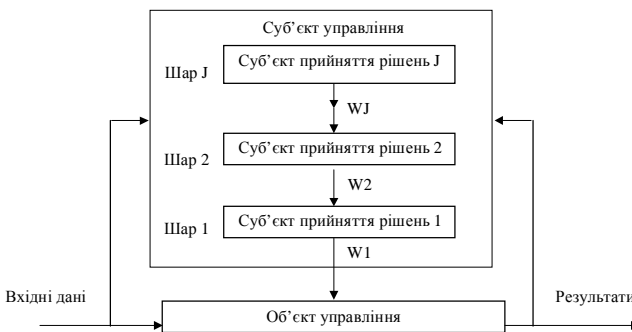 Суб’єкт управління
Шар J
Суб’єкт прийняття рішень J
WJ
Шар 2
Суб’єкт прийняття рішень 2
W2
Шар 1
Суб’єкт прийняття рішень 1
W1
Вхідні дані
Результати
Об’єкт управління